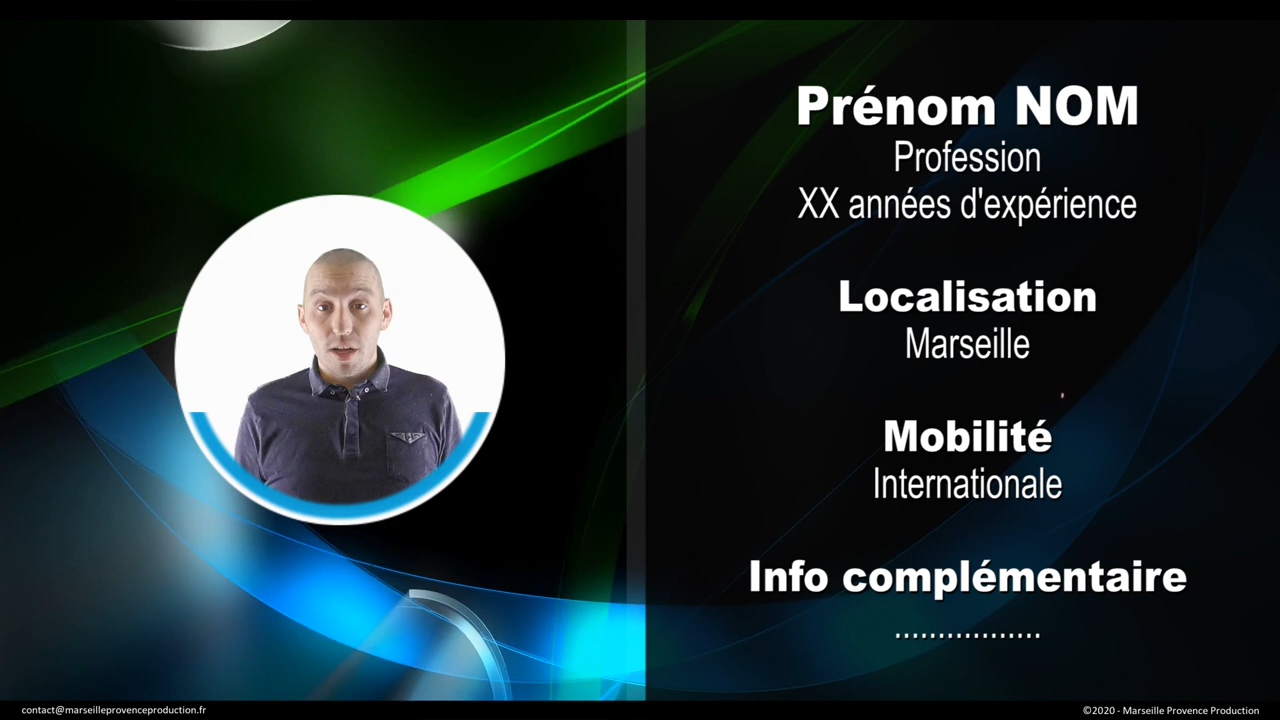 Prénom NOM
Profession
XX années d'expérience
Localisation
Marseille
Mobilité
Internationale
Info complémentaire
.................
contact@marseilleprovenceproduction.fr
©2020 - Marseille Provence Production